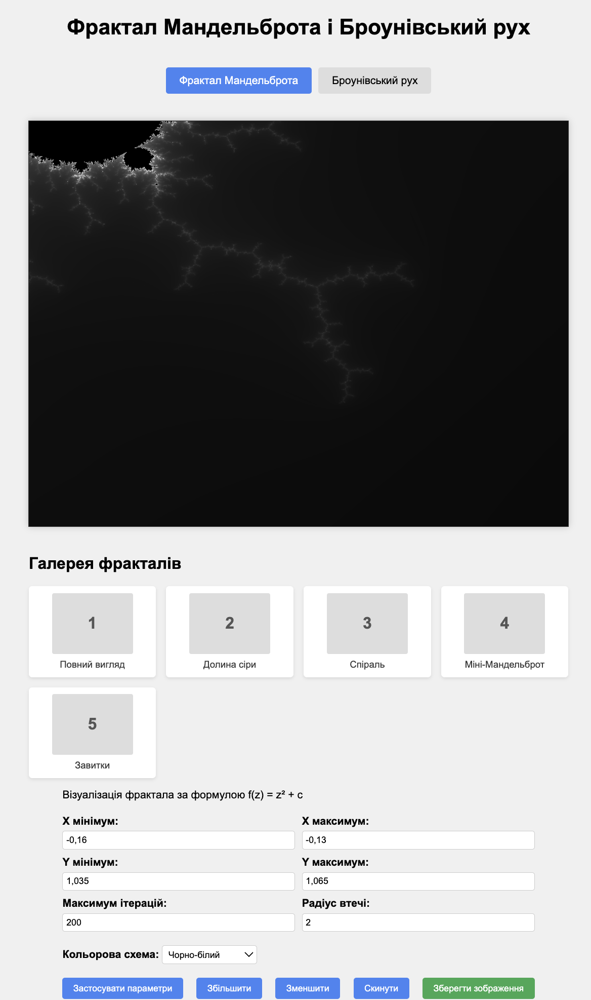 Фрактал Мандельброта і Броунівський рух
Фрактал Мандельброта
Броунівський рух
Галерея фракталів
1
2
3
4
Повний вигляд
Долина сіри
Спіраль
Міні-Мандельброт
5
Завитки
Візуалізація фрактала за формулою f(z) = z² + c
X мінімум:
X максимум:
-0,16
-0,13
Y мінімум:
Y максимум:
1,035
1,065
Максимум ітерацій:
Радіус втечі:
200
2
Кольорова схема: Чорно-білий
Застосувати параметри
Збільшити
Зменшити
Скинути
Зберегти зображення